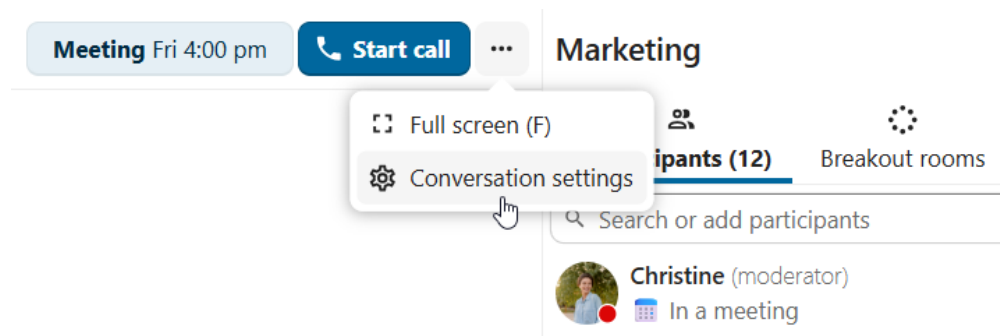 Meeting Fri 4:00 pm
Start call
Marketing
Full screen (F)
Conversation settings
ipants (12)
Breakout rooms
Search or add participants
Christine (moderator)
In a meeting